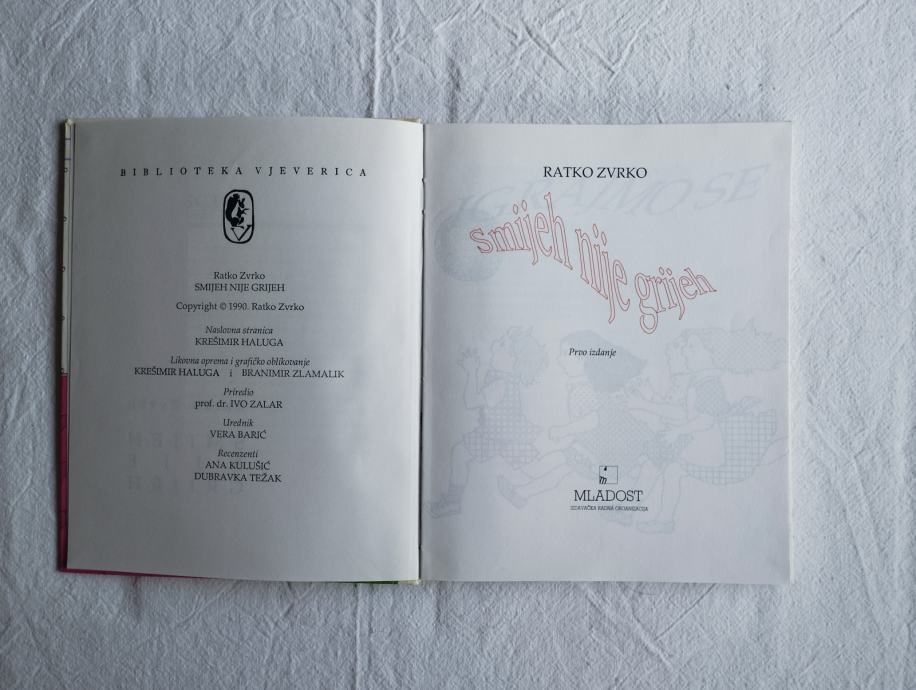 BIBLIOTEKA VJEVERICA
Ratko Zvrko
SMIJEH NIJE GRIJEH
Copyright © 1990. Ratko Zvrko
Naslovna stranica
KREŠIMIR HALUGA
Likovna oprema i grafičko oblikovanje
KREŠIMIR HALUGA i BRANIMIR ZLAMALIK
Priredio
prof. dr. IVO ZALAR
Urednik
VERA BARIĆ
Recenzenti
ANA KULUŠIĆ
DUBRAVKA TEŽAK
RATKO ZVRKO
IGRAJMO SE
smijeh nije grijeh
Prvo izdanje
MLADOST
IZDAVAČKA RADNA ORGANIZACIJA